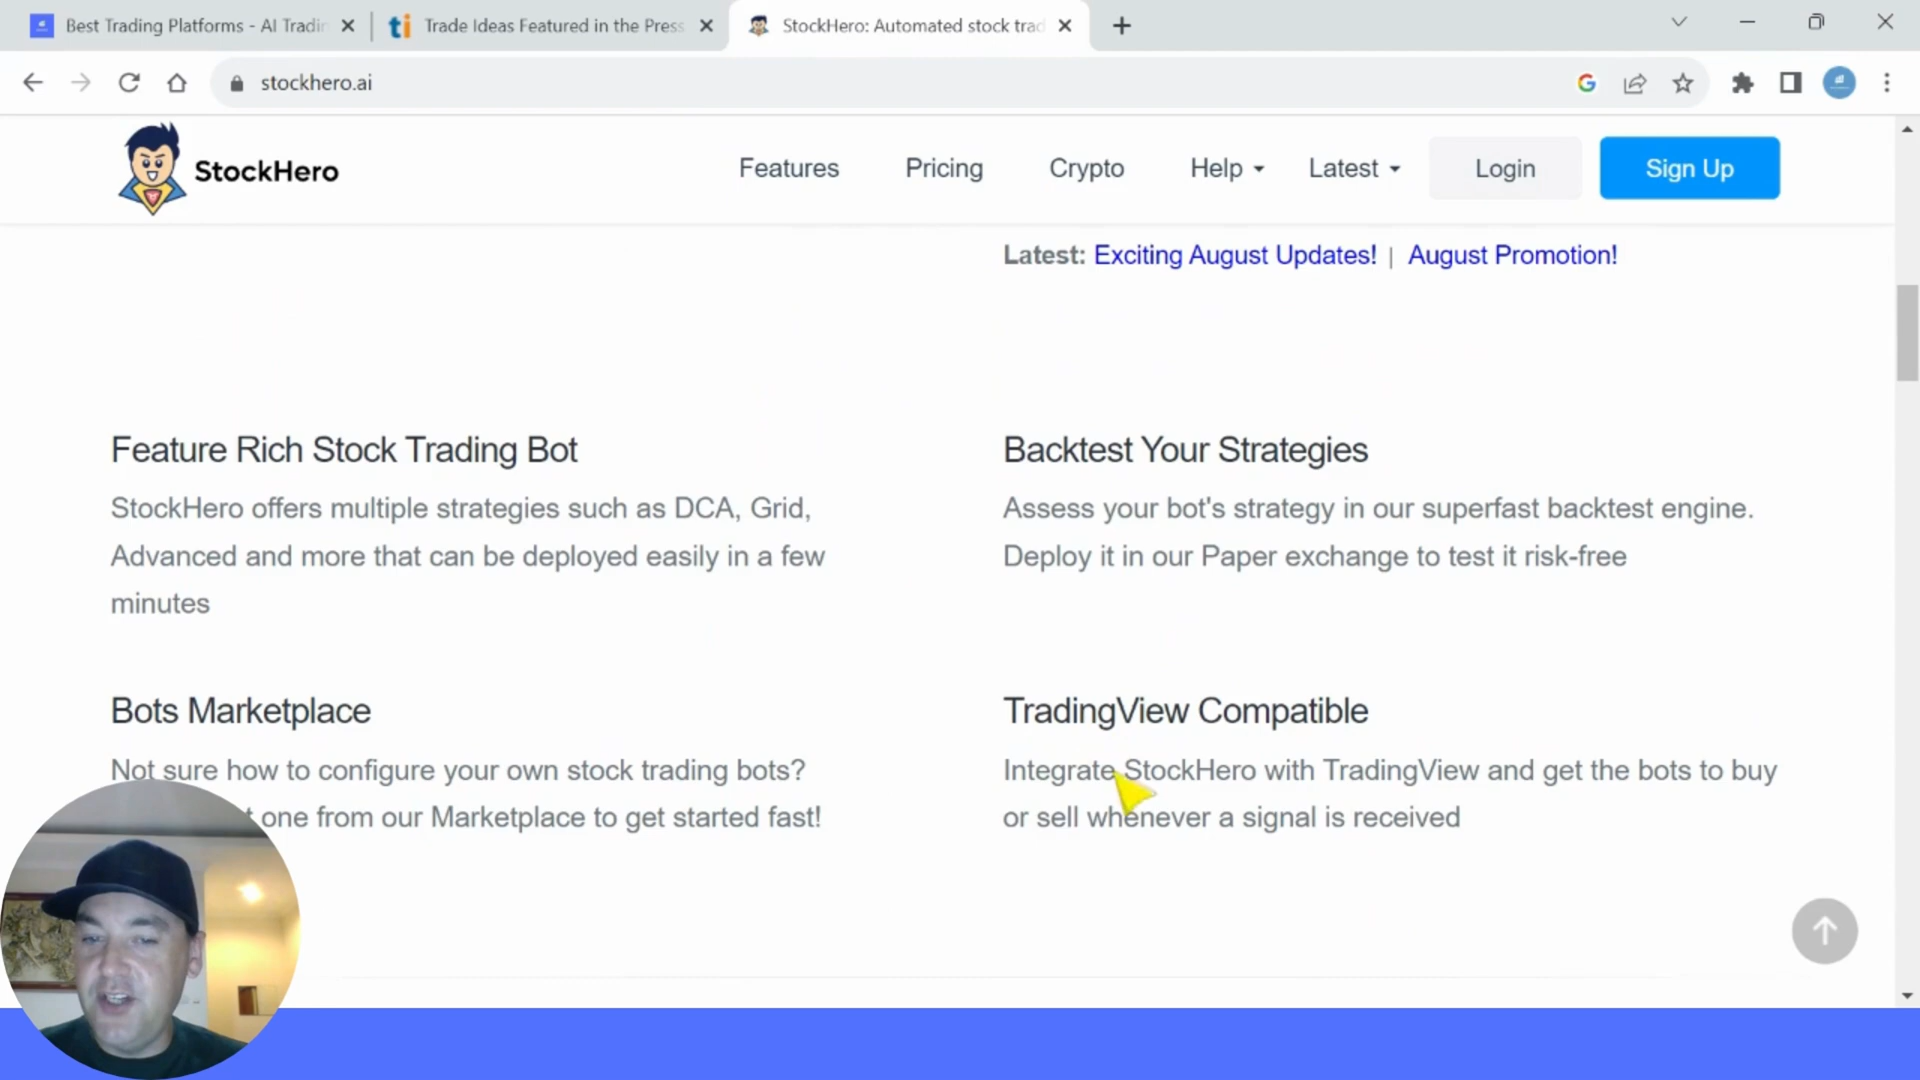 Best Trading Platforms - AI Tradin
Trade Ideas Featured in the Press
StockHero: Automated stock trad
stockhero.ai
StockHero
Features
Pricing
Crypto
Help
Latest
Login
Sign Up
Latest: Exciting August Updates! | August Promotion!
Feature Rich Stock Trading Bot
StockHero offers multiple strategies such as DCA, Grid,
Advanced and more that can be deployed easily in a few
minutes
Backtest Your Strategies
Assess your bot's strategy in our superfast backtest engine.
Deploy it in our Paper exchange to test it risk-free
Bots Marketplace
Not sure how to configure your own stock trading bots?
one from our Marketplace to get started fast!
TradingView Compatible
Integrate StockHero with TradingView and get the bots to buy
or sell whenever a signal is received